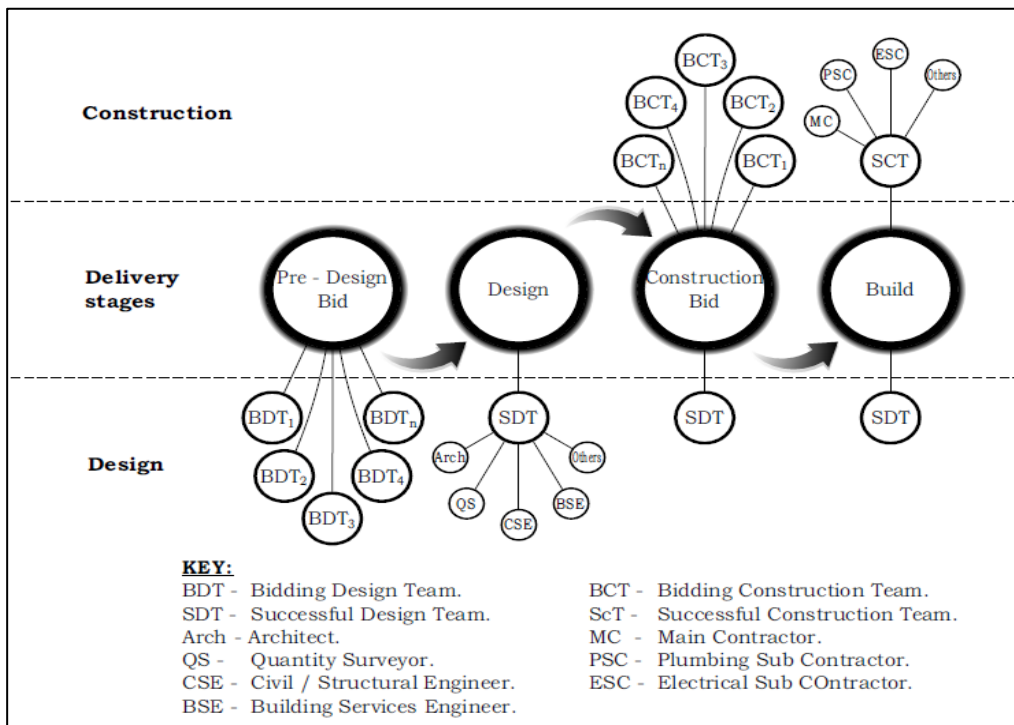 Construction
BCT3
BCT4
BCT2
BCTn
BCT1
ESC
PSC
Others
MC
SCT
Delivery
stages
Pre - Design
Bid
Design
Construction
Bid
Build
Design
BDT1
BDTn
BDT2
BDT4
BDT3
SDT
Arch
Others
QS
BSE
CSE
SDT
SDT
KEY:
BDT - Bidding Design Team.
SDT - Successful Design Team.
Arch - Architect.
QS - Quantity Surveyor.
CSE - Civil / Structural Engineer.
BSE - Building Services Engineer.
BCT - Bidding Construction Team.
ScT - Successful Construction Team.
MC - Main Contractor.
PSC - Plumbing Sub Contractor.
ESC - Electrical Sub COntractor.